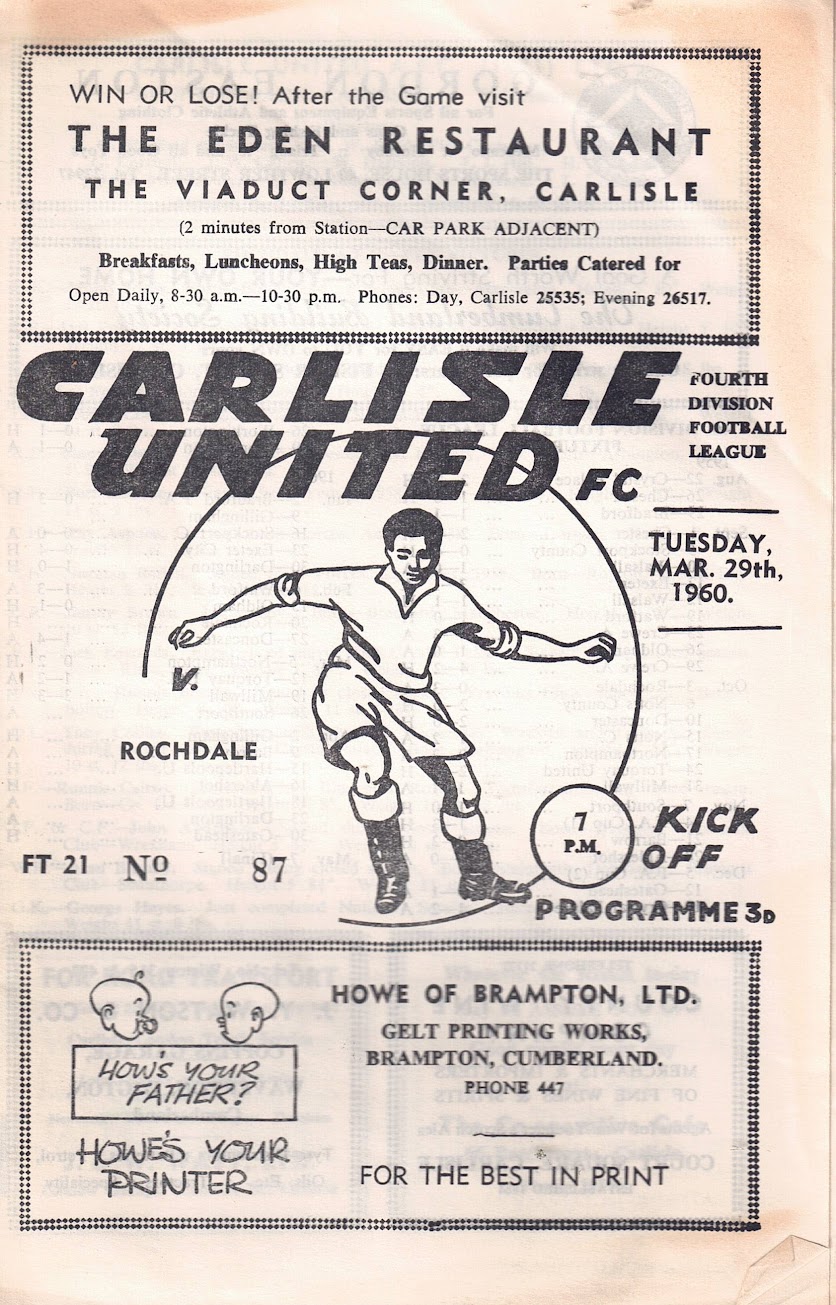 WIN OR LOSE! After the Game visit
THE EDEN RESTAURANT
THE VIADUCT CORNER, CARLISLE
(2 minutes from Station—CAR PARK ADJACENT)
Breakfasts, Luncheons, High Teas, Dinner. Parties Catered for
Open Daily, 8-30 a.m.—10-30 p.m. Phones: Day, Carlisle 25535; Evening 26517.
CARLISLE
UNITED FC
FOURTH
DIVISION
FOOTBALL
LEAGUE
TUESDAY,
MAR. 29th,
1960.
V.
ROCHDALE
7
P.M.
KICK
OFF
FT 21 No 87
PROGRAMME 3D
HOW'S YOUR
FATHER?
HOWE'S YOUR
PRINTER
HOWE OF BRAMPTON, LTD.
GELT PRINTING WORKS,
BRAMPTON, CUMBERLAND.
PHONE 447
FOR THE BEST IN PRINT